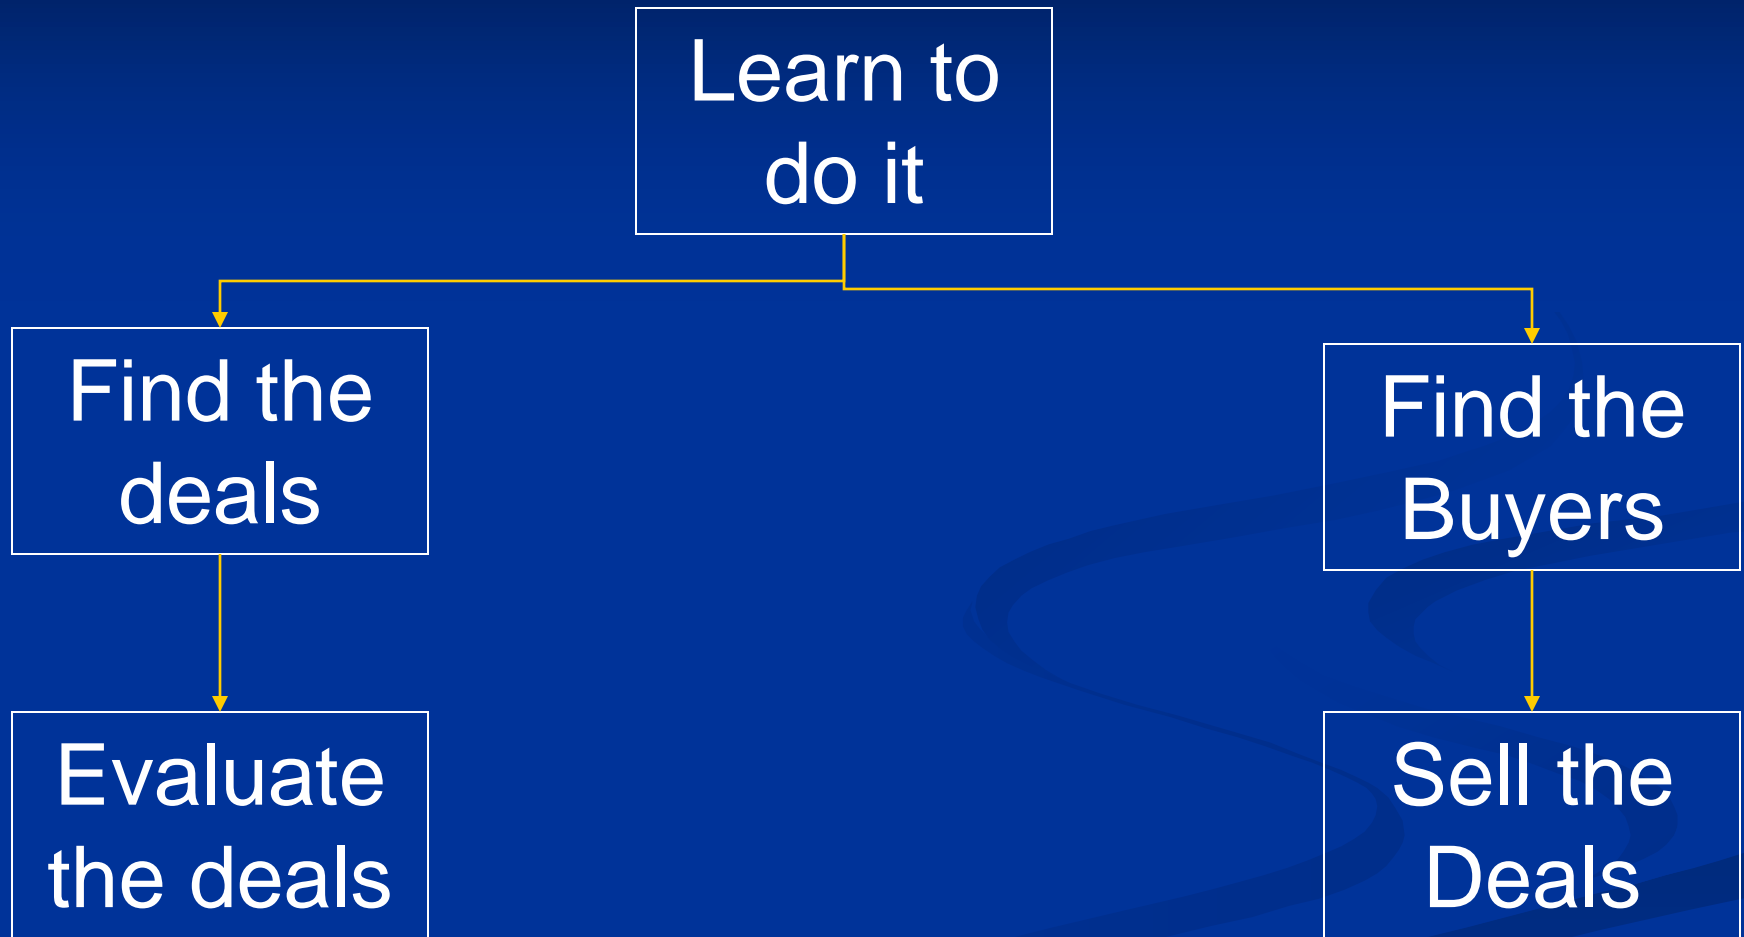 Learn to
do it
Find the
deals
Find the
Buyers
Evaluate
the deals
Sell the
Deals